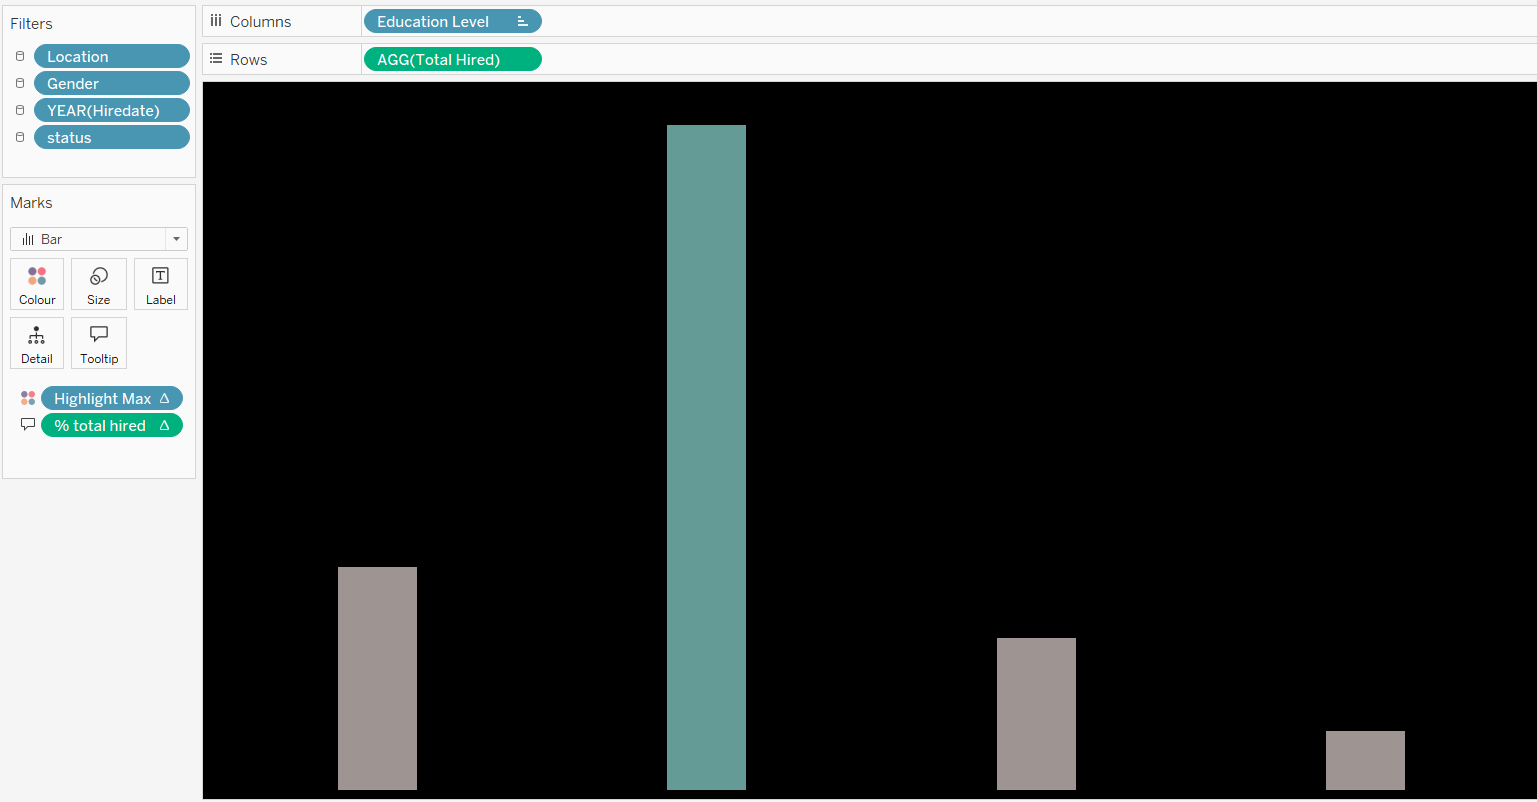 Filters
Location
Gender
YEAR(Hiredate)
status
Marks
Bar
Colour Size Label
Detail Tooltip
Highlight Max
% total hired
Columns Education Level
Rows AGG(Total Hired)